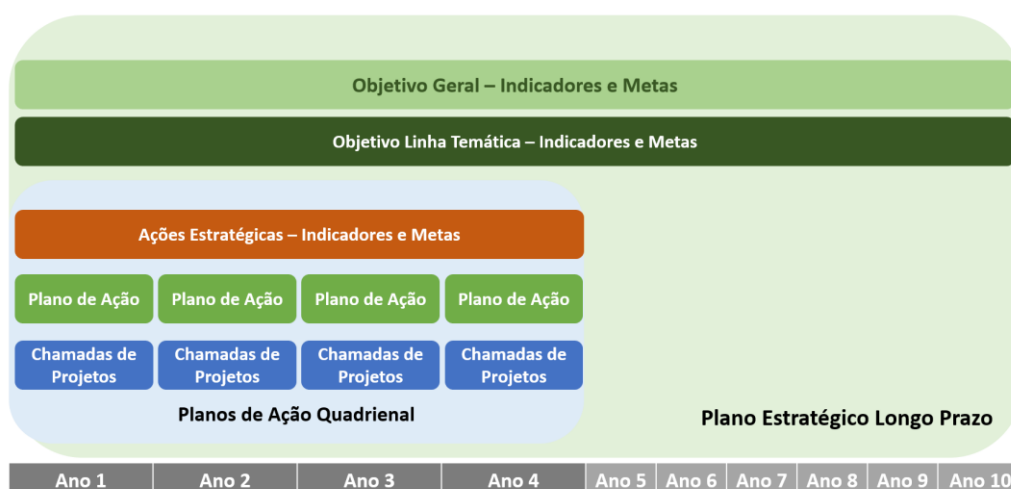 Objetivo Geral – Indicadores e Metas
Objetivo Linha Temática – Indicadores e Metas
Ações Estratégicas – Indicadores e Metas
Plano de Ação Plano de Ação Plano de Ação Plano de Ação
Chamadas de Chamadas de Chamadas de Chamadas de
Projetos Projetos Projetos Projetos
Planos de Ação Quadrienal
Plano Estratégico Longo Prazo
Ano 1 Ano 2 Ano 3 Ano 4 Ano 5 Ano 6 Ano 7 Ano 8 Ano 9 Ano 10